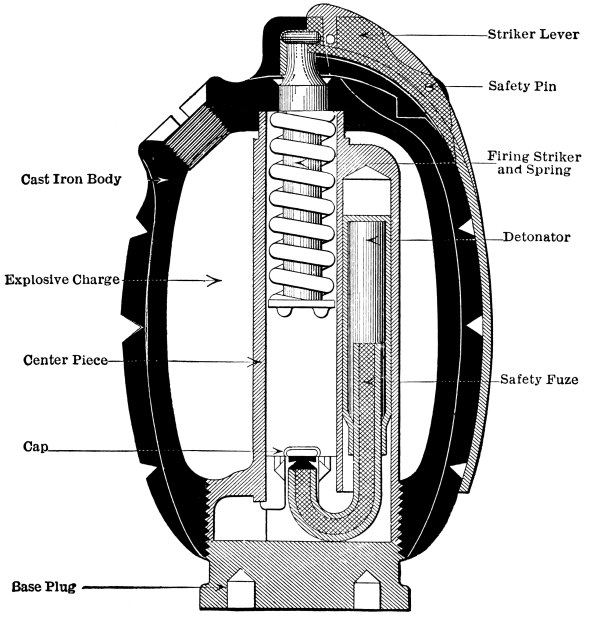 Striker Lever
Safety Pin
Firing Striker
and Spring
Cast Iron Body
Detonator
Explosive Charge
Center Piece
Safety Fuze
Cap
Base Plug